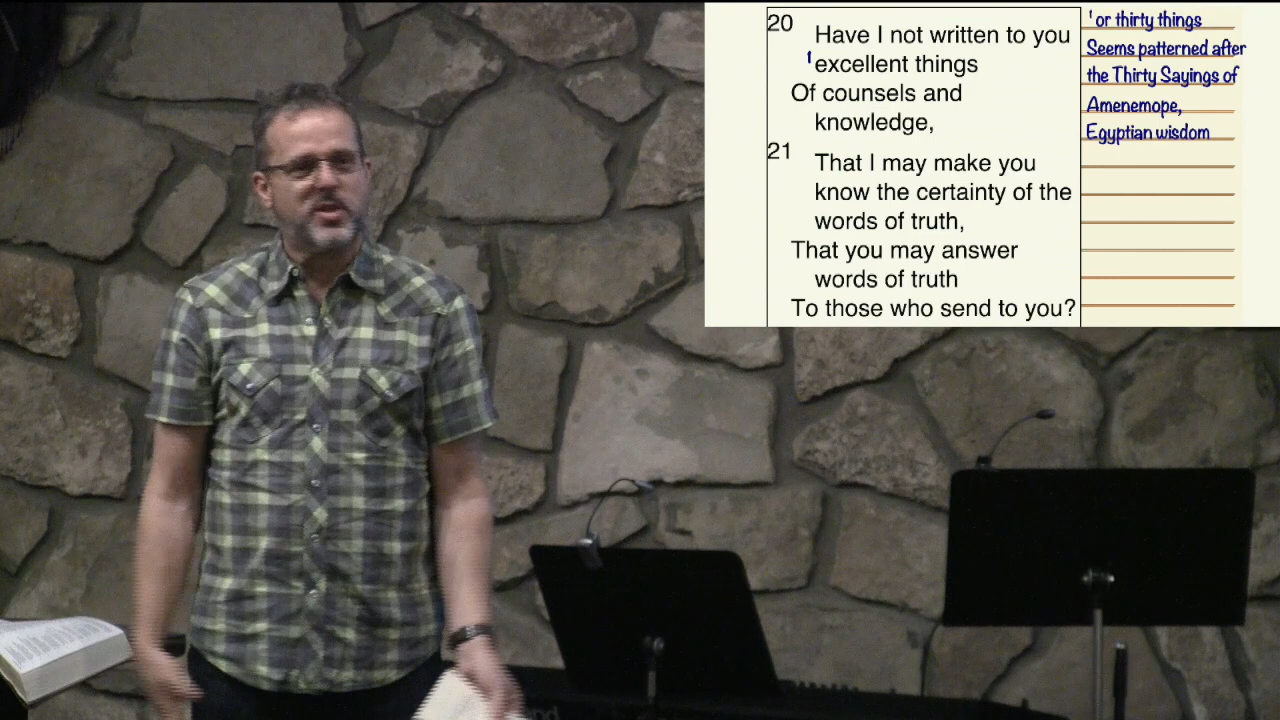 20
Have I not written to you
1excellent things
Of counsels and
knowledge,
21
That I may make you
know the certainty of the
words of truth,
That you may answer
words of truth
To those who send to you?
1 or thirty things
Seems patterned after
the Thirty Sayings of
Amenemope,
Egyptian wisdom